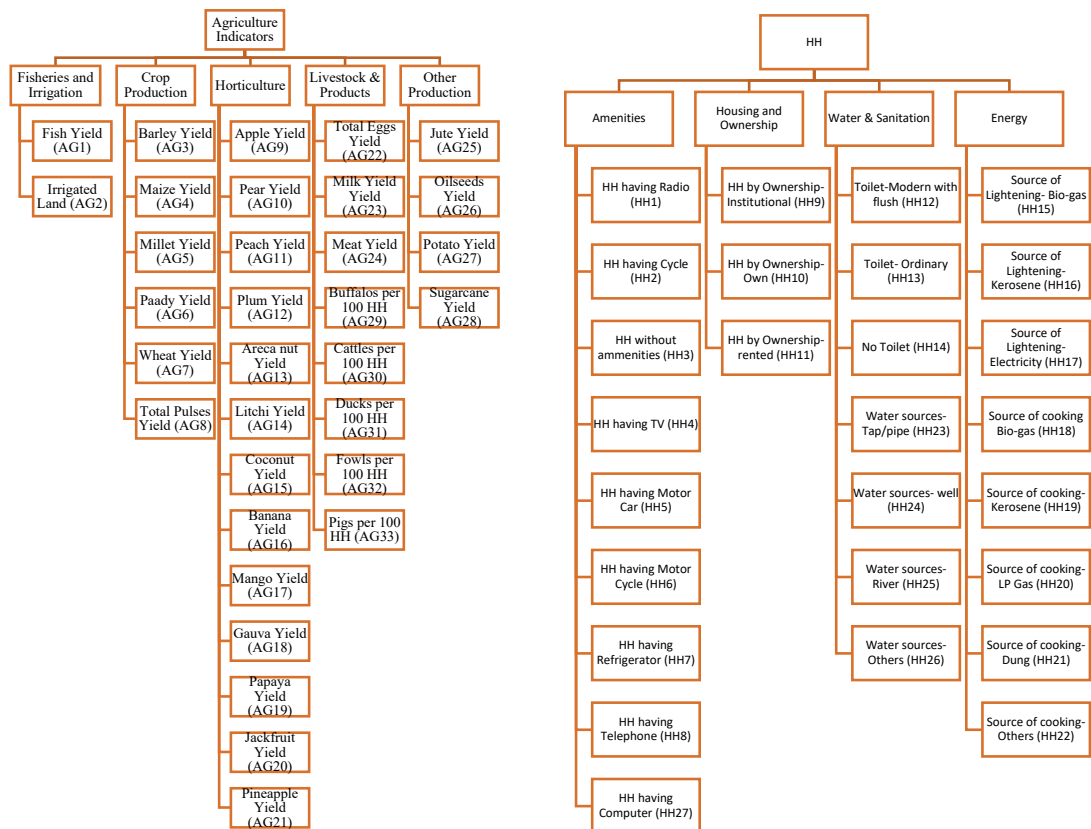 Agriculture
Indicators
Fisheries and
Irrigation
Fish Yield
(AG1)
Irrigated
Land (AG2)
Crop
Production
Barley Yield
(AG3)
Maize Yield
(AG4)
Millet Yield
(AG5)
Paady Yield
(AG6)
Wheat Yield
(AG7)
Total Pulses
Yield (AG8)
Horticulture
Apple Yield
(AG9)
Pear Yield
(AG10)
Peach Yield
(AG11)
Plum Yield
(AG12)
Areca nut
Yield
(AG13)
Litchi Yield
(AG14)
Coconut
Yield
(AG15)
Banana
Yield
(AG16)
Mango Yield
(AG17)
Gauva Yield
(AG18)
Papaya
Yield
(AG19)
Jackfruit
Yield
(AG20)
Pineapple
Yield
(AG21)
Livestock &
Products
Total Eggs
Yield
(AG22)
Milk Yield
Yield
(AG23)
Meat Yield
(AG24)
Buffalos per
100 HH
(AG29)
Cattles per
100 HH
(AG30)
Ducks per
100 HH
(AG31)
Fowls per
100 HH
(AG32)
Pigs per 100
HH (AG33)
Other
Production
Jute Yield
(AG25)
Oilseeds
Yield
(AG26)
Potato Yield
(AG27)
Sugarcane
Yield
(AG28)
HH
Amenities
HH having Radio
(HH1)
HH having Cycle
(HH2)
HH without
ammenities (HH3)
HH having TV (HH4)
HH having Motor
Car (HH5)
HH having Motor
Cycle (HH6)
HH having
Refrigerator (HH7)
HH having
Telephone (HH8)
HH having
Computer (HH27)
Housing and
Ownership
HH by Ownership-
Institutional (HH9)
HH by Ownership-
Own (HH10)
HH by Ownership-
rented (HH11)
Water & Sanitation
Toilet-Modern with
flush (HH12)
Toilet- Ordinary
(HH13)
No Toilet (HH14)
Water sources-
Tap/pipe (HH23)
Water sources- well
(HH24)
Water sources-
River (HH25)
Water sources-
Others (HH26)
Energy
Source of
Lightening- Bio-gas
(HH15)
Source of
Lightening-
Kerosene (HH16)
Source of
Lightening-
Electricity (HH17)
Source of cooking
Bio-gas (HH18)
Source of cooking-
Kerosene (HH19)
Source of cooking-
LP Gas (HH20)
Source of cooking-
Dung (HH21)
Source of cooking-
Others (HH22)